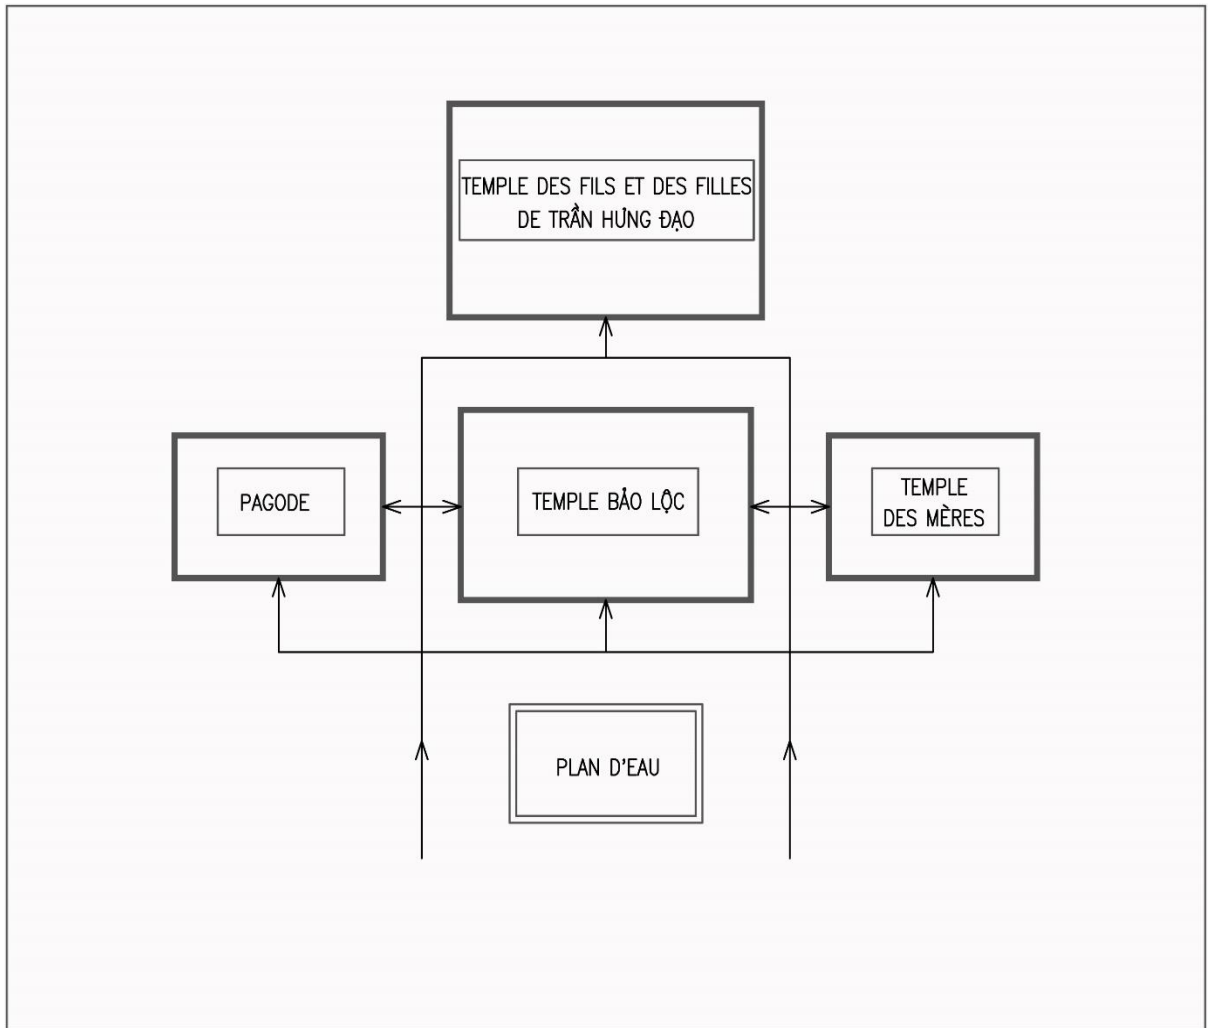 TEMPLE DES FILS ET DES FILLES
DE TRẦN HƯNG ĐẠO
PAGODE
TEMPLE BẢO LỘC
TEMPLE
DES MÈRES
PLAN D'EAU